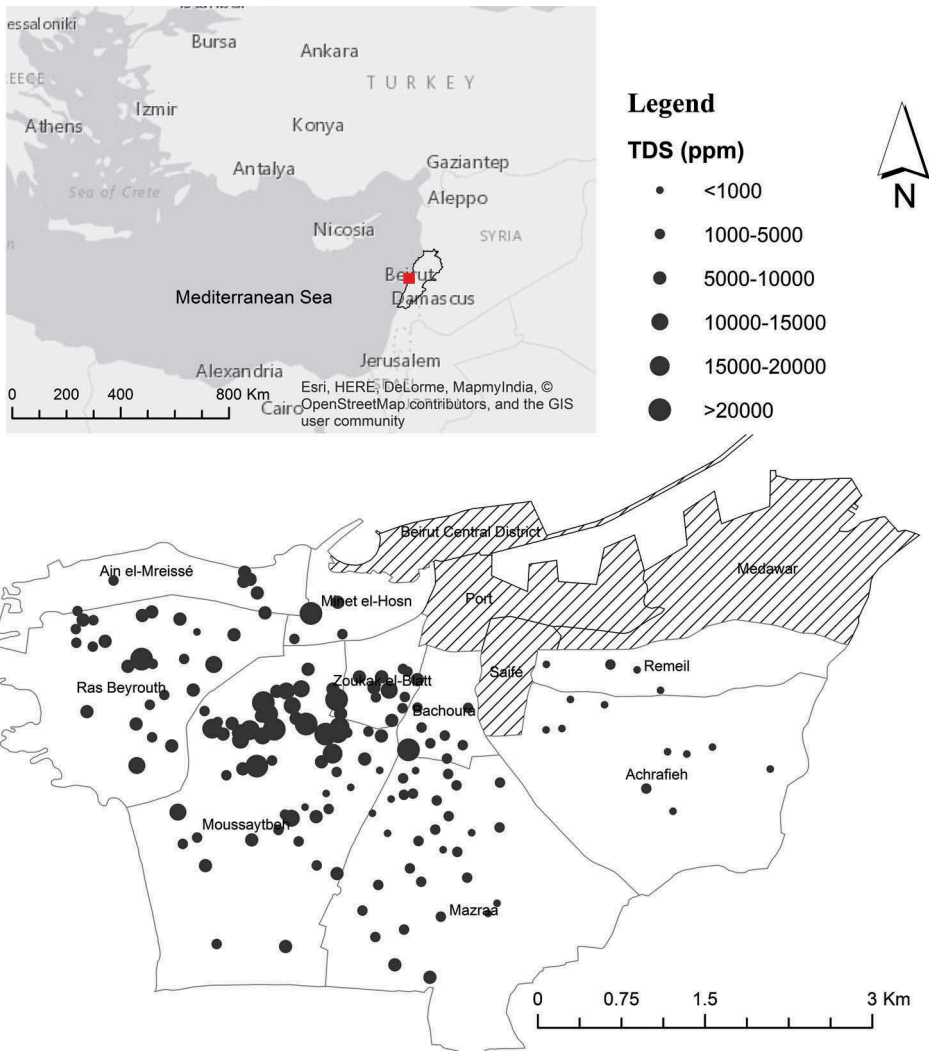 essaloniki
Bursa
Ankara
EECE
TURKEY
Izmir
Athens
Konya
Antalya
Gaziantep
Sea of Crete
Aleppo
Nicosia
SYRIA
Beirut
Mediterranean Sea
Damascus
Jerusalem
Alexandria
ISRAEL
0 200 400 800 Km
Cairo
Esri, HERE, DeLorme, MapmyIndia, ©
OpenStreetMap contributors, and the GIS
user community
Legend
TDS (ppm)
<1000
1000-5000
5000-10000
10000-15000
15000-20000
>20000
N
Beirut Central District
Ain el-Mreissé
Medawar
Minet el-Hosn
Port
Saifé
Remeil
Zoukak el-Blatt
Ras Beyrouth
Bachoura
Achrafieh
Moussaytbeh
Mazraa
0 0.75 1.5 3 Km